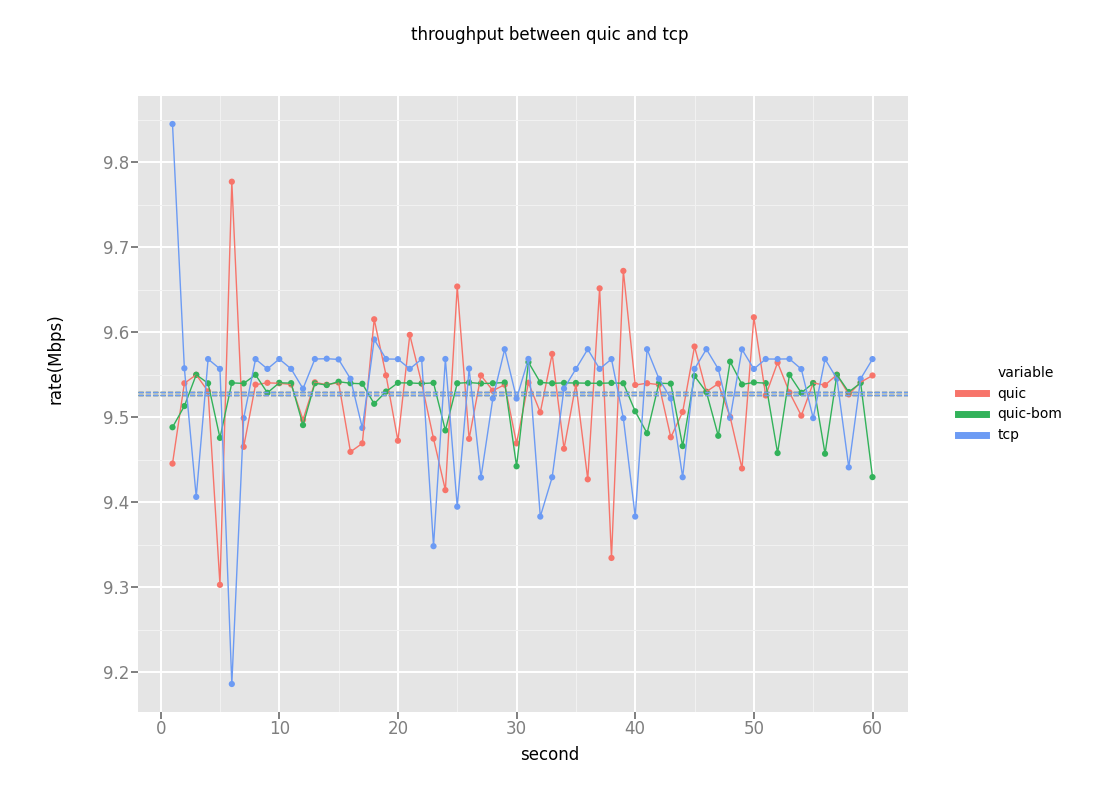 throughput between quic and tcp
rate(Mbps)
9.8
9.7
9.6
9.5
9.4
9.3
9.2
0 10 20 30 40 50 60
second
variable
quic
quic-bom
tcp